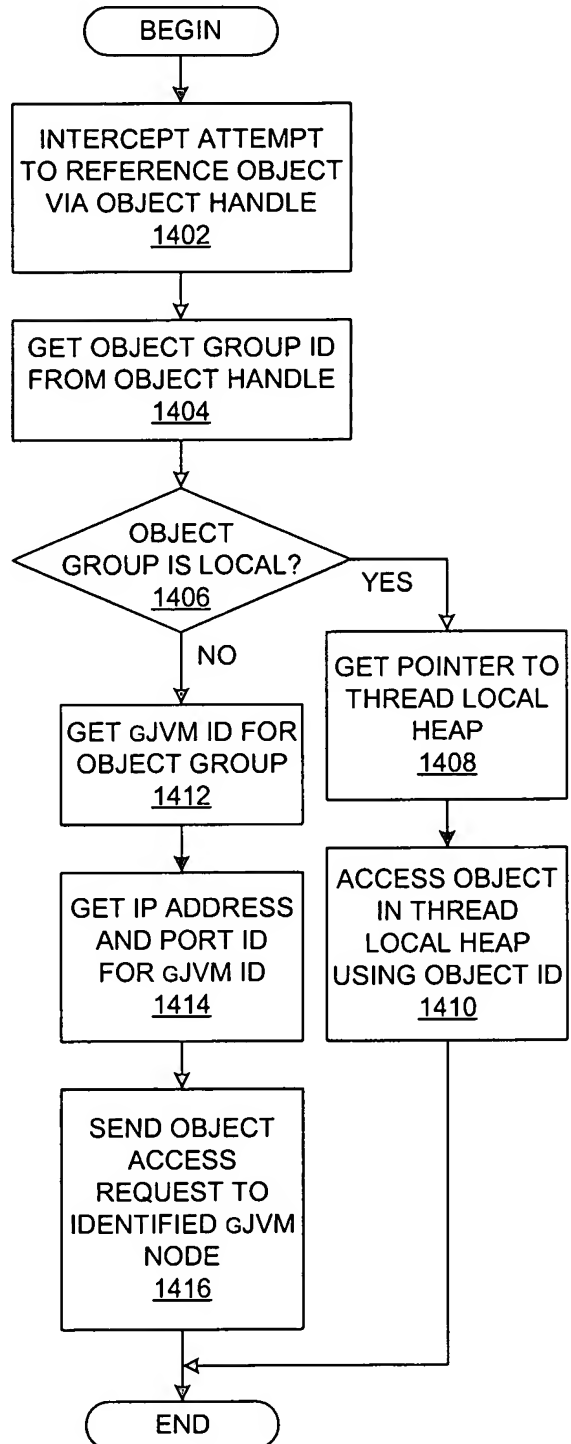 BEGIN
INTERCEPT ATTEMPT
TO REFERENCE OBJECT
VIA OBJECT HANDLE
1402
GET OBJECT GROUP ID
FROM OBJECT HANDLE
1404
OBJECT
GROUP IS LOCAL?
1406
YES
NO
GET POINTER TO
THREAD LOCAL
HEAP
1408
GET GJVM ID FOR
OBJECT GROUP
1412
ACCESS OBJECT
IN THREAD
LOCAL HEAP
USING OBJECT ID
1410
GET IP ADDRESS
AND PORT ID
FOR GJVM ID
1414
SEND OBJECT
ACCESS
REQUEST TO
IDENTIFIED GJVM
NODE
1416
END